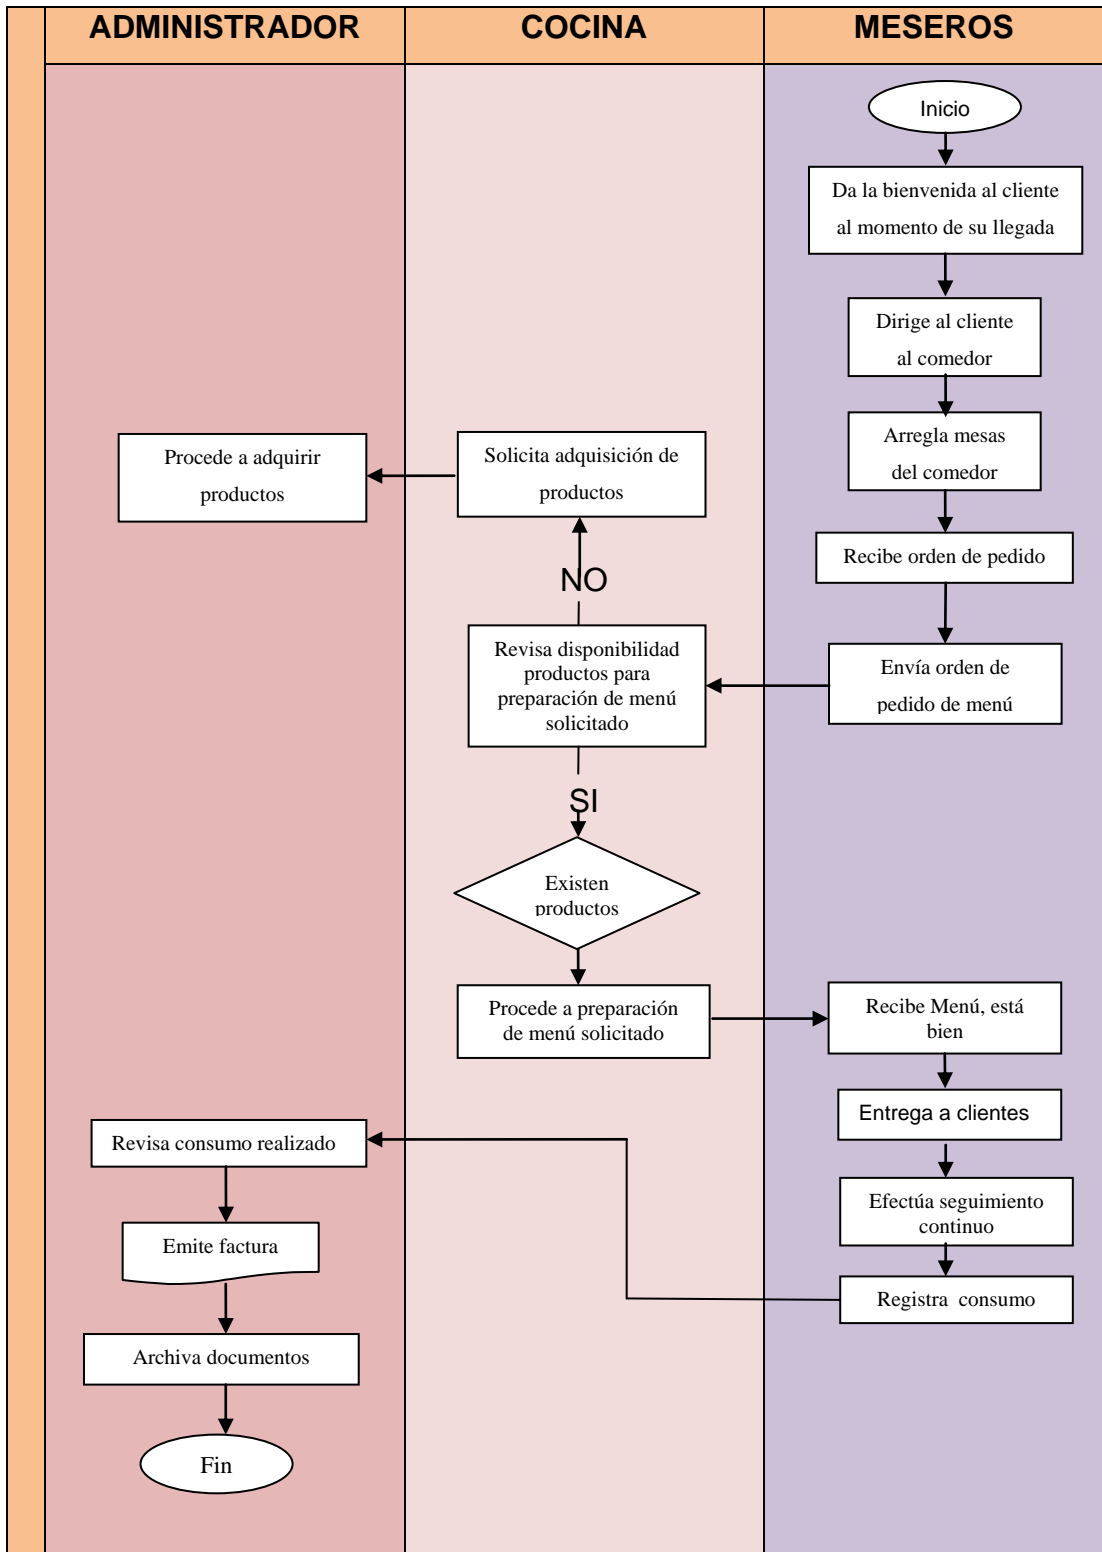 ADMINISTRADOR
COCINA
MESEROS
Inicio
Da la bienvenida al cliente
al momento de su llegada
Dirige al cliente
al comedor
Arregla mesas
del comedor
Procede a adquirir
productos
Solicita adquisición de
productos
Recibe orden de pedido
NO
Revisa disponibilidad
productos para
preparación de menú
solicitado
Envía orden de
pedido de menú
SI
Existen
productos
Procede a preparación
de menú solicitado
Recibe Menú, está
bien
Entrega a clientes
Revisa consumo realizado
Efectúa seguimiento
continuo
Emite factura
Registra consumo
Archiva documentos
Fin